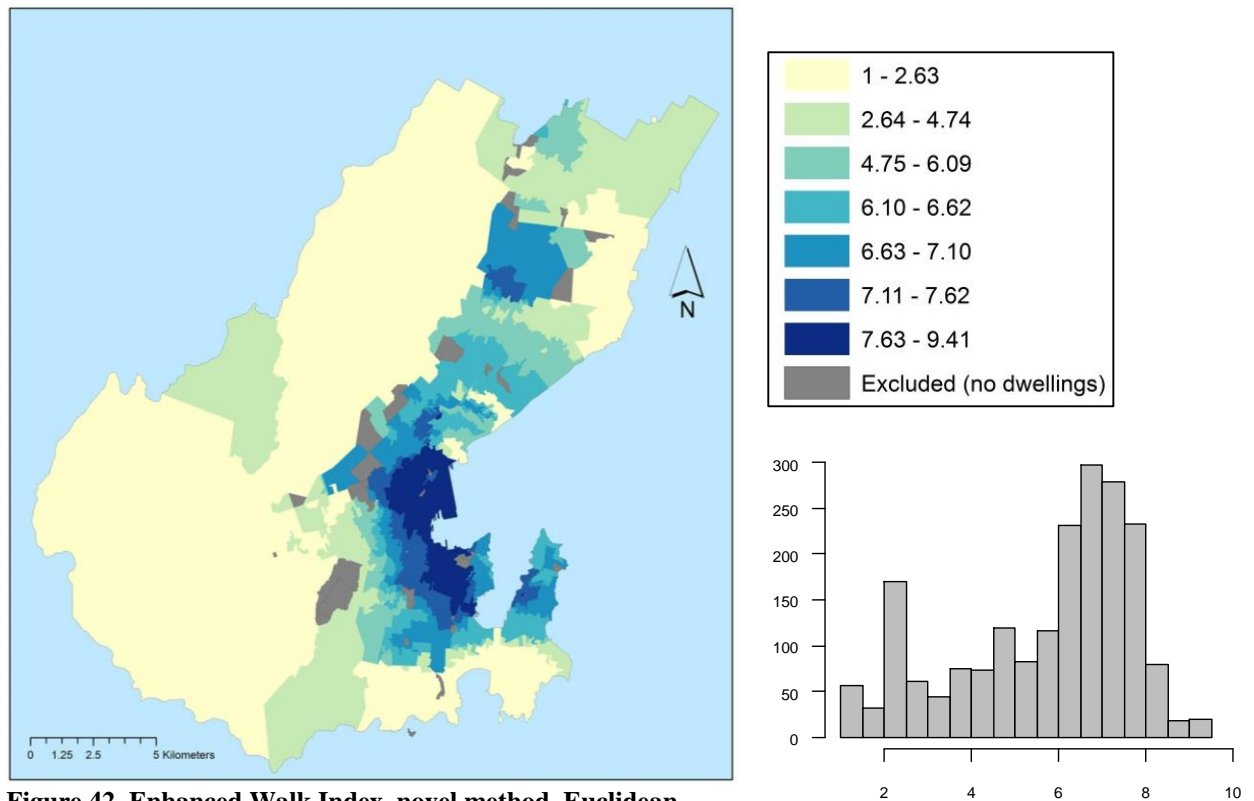 1 - 2.63
2.64 - 4.74
4.75 - 6.09
6.10 - 6.62
6.63 - 7.10
7.11 - 7.62
7.63 - 9.41
Excluded (no dwellings)
N
0 1.25 2.5 5 Kilometers
300
250
200
150
100
50
0
2 4 6 8 10
Figure 42. Enhanced Walk Index, novel method, Euclidean